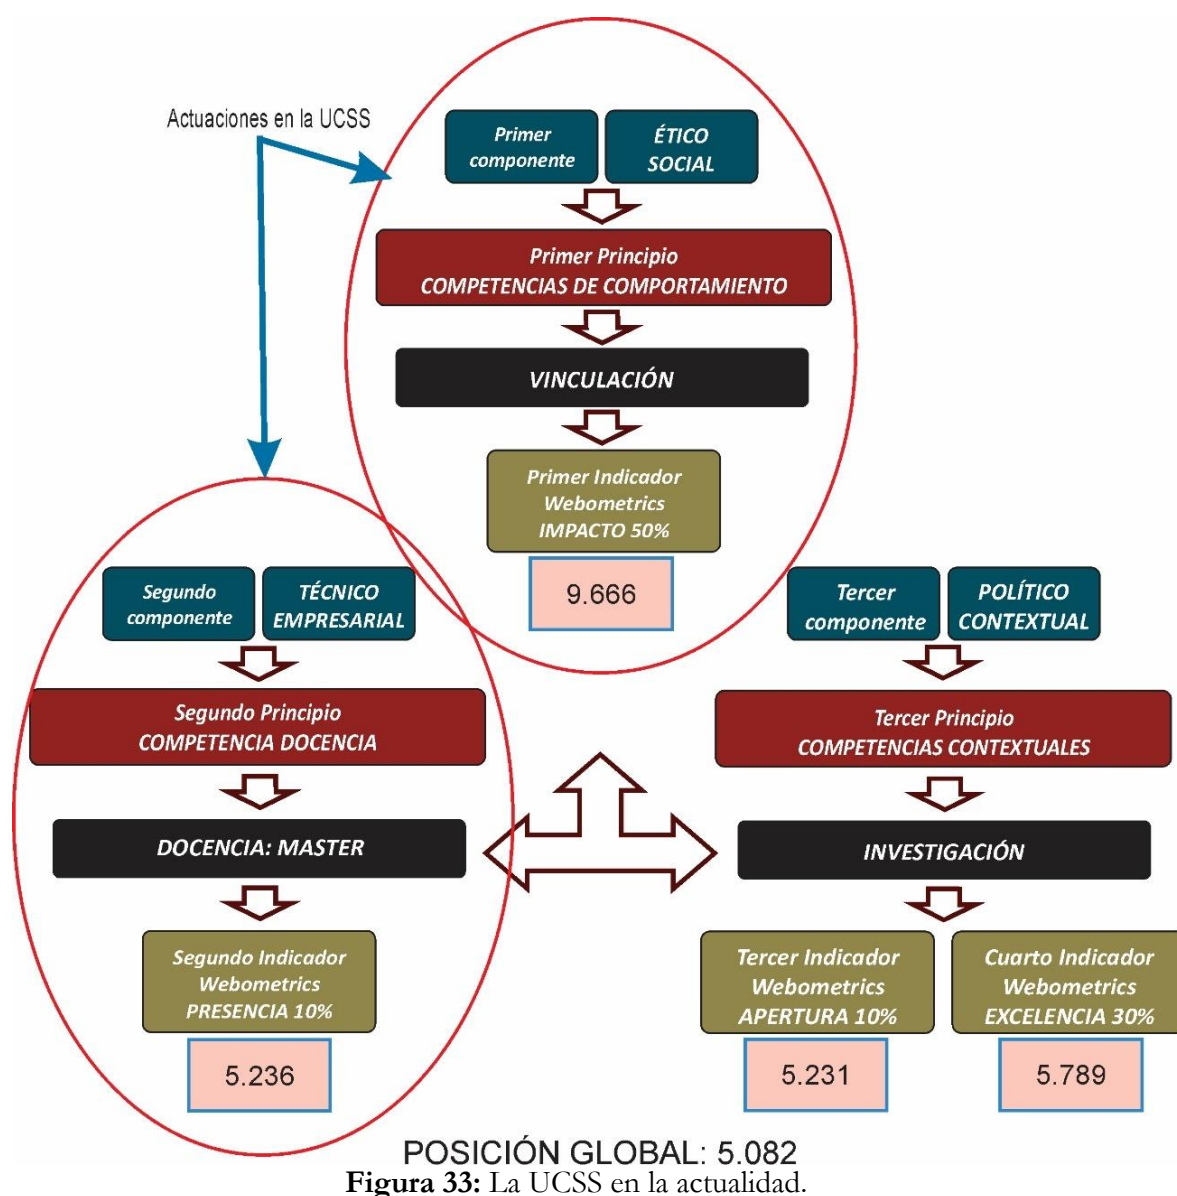 Actuaciones en la UCSS
Primer
componente
ÉTICO
SOCIAL
Primer Principio
COMPETENCIAS DE COMPORTAMIENTO
VINCULACIÓN
Primer Indicador
Webometrics
IMPACTO 50%
9.666
Segundo
componente
TÉCNICO
EMPRESARIAL
Segundo Principio
COMPETENCIA DOCENCIA
DOCENCIA: MASTER
Segundo Indicador
Webometrics
PRESENCIA 10%
5.236
Tercer
componente
POLÍTICO
CONTEXTUAL
Tercer Principio
COMPETENCIAS CONTEXTUALES
INVESTIGACIÓN
Tercer Indicador
Webometrics
APERTURA 10%
5.231
Cuarto Indicador
Webometrics
EXCELENCIA 30%
5.789
POSICIÓN GLOBAL: 5.082
Figura 33: La UCSS en la actualidad.